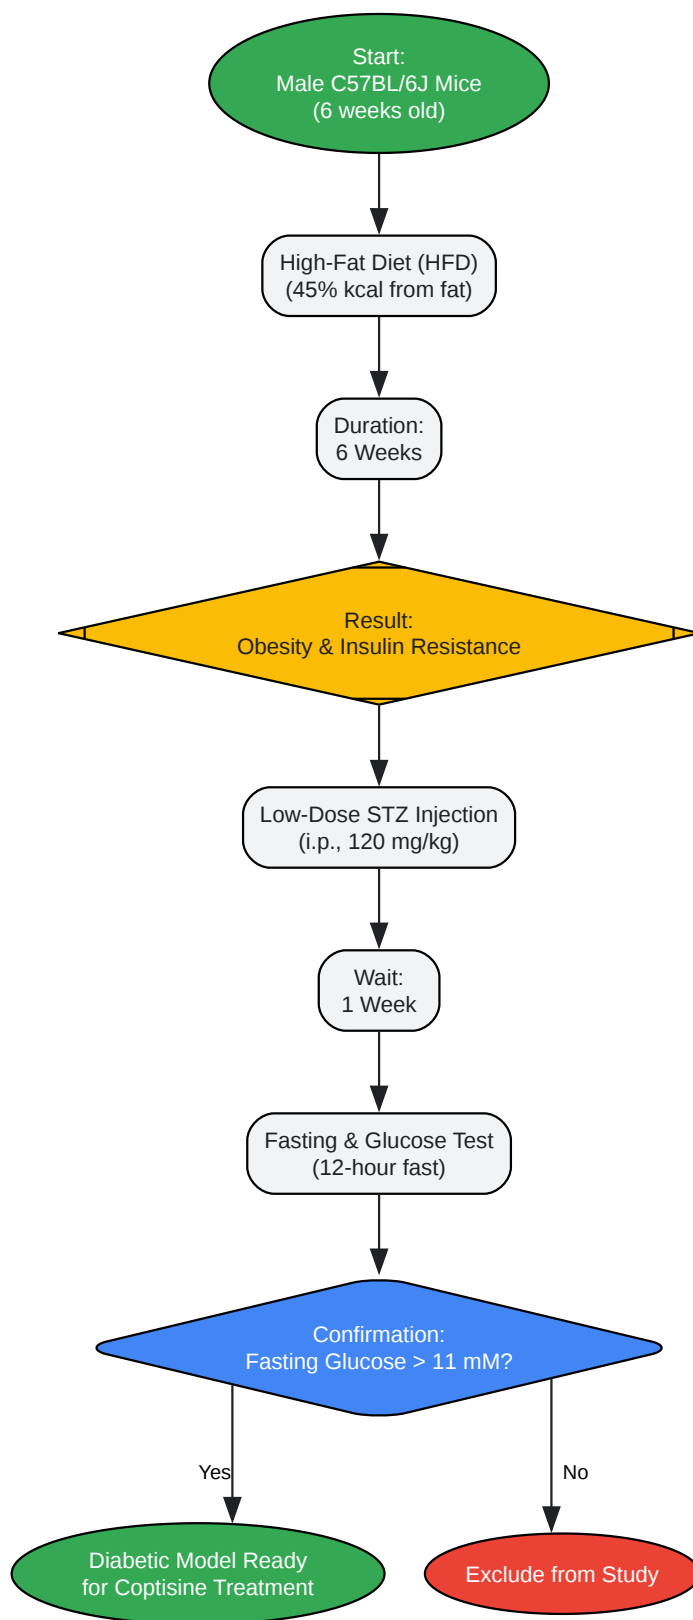 Start:
Male C57BL/6J Mice
(6 weeks old)
High-Fat Diet (HFD)
(45% kcal from fat)
Duration:
6 Weeks
Result:
Obesity & Insulin Resistance
Low-Dose STZ Injection
(i.p., 120 mg/kg)
Wait:
1 Week
Fasting & Glucose Test
(12-hour fast)
Confirmation:
Fasting Glucose > 11 mM?
Yes
No
Diabetic Model Ready
for Coptisine Treatment
Exclude from Study